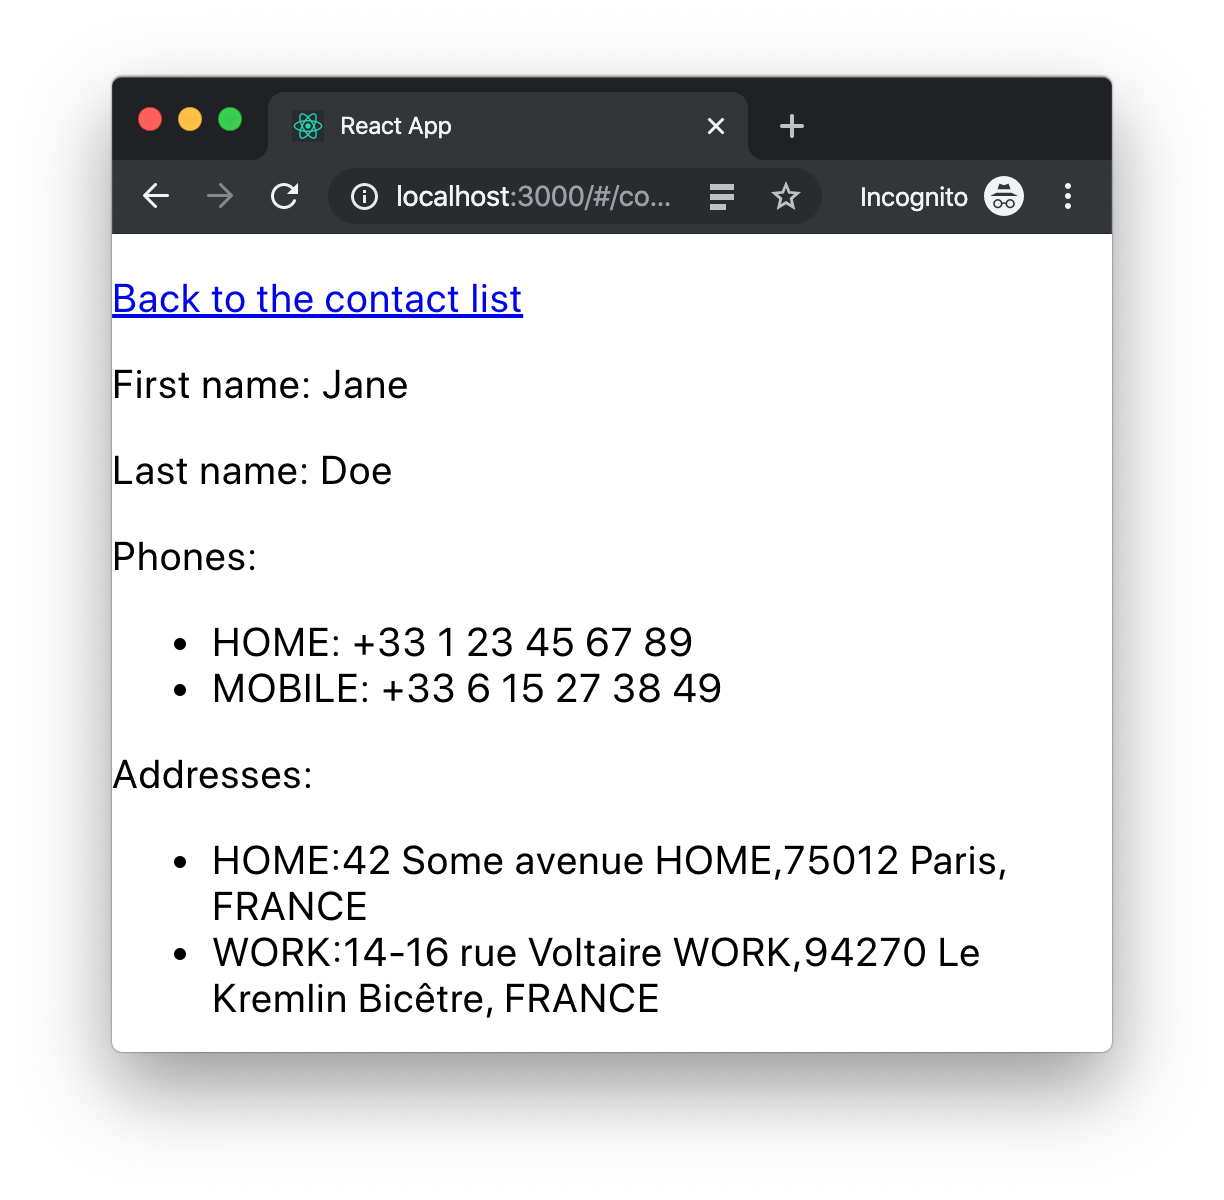 React App
localhost:3000/#/co...
Incognito
Back to the contact list
First name: Jane
Last name: Doe
Phones:
• HOME: +33 1 23 45 67 89
• MOBILE: +33 6 15 27 38 49
Addresses:
• HOME:42 Some avenue HOME,75012 Paris,
FRANCE
• WORK:14-16 rue Voltaire WORK,94270 Le
Kremlin Bicêtre, FRANCE